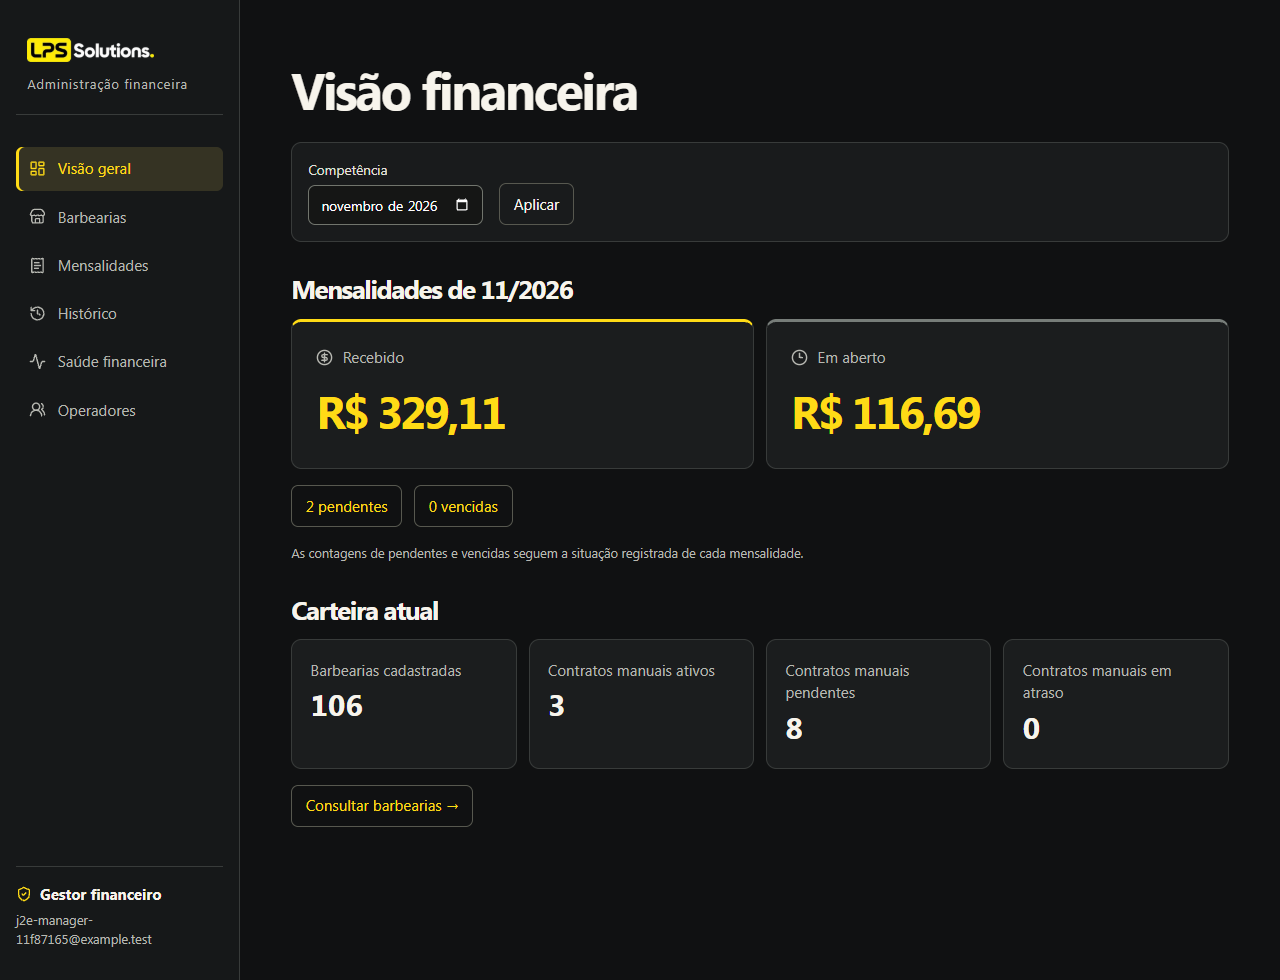 LPS Solutions.
Administração financeira
Visão geral
Barbearias
Mensalidades
Histórico
Saúde financeira
Operadores
Gestor financeiro
j2e-manager-
11f87165@example.test
Visão financeira
Competência
novembro de 2026
Aplicar
Mensalidades de 11/2026
Recebido
R$ 329,11
Em aberto
R$ 116,69
2 pendentes
0 vencidas
As contagens de pendentes e vencidas seguem a situação registrada de cada mensalidade.
Carteira atual
Barbearias cadastradas
106
Contratos manuais ativos
3
Contratos manuais
pendentes
8
Contratos manuais em
atraso
0
Consultar barbearias →